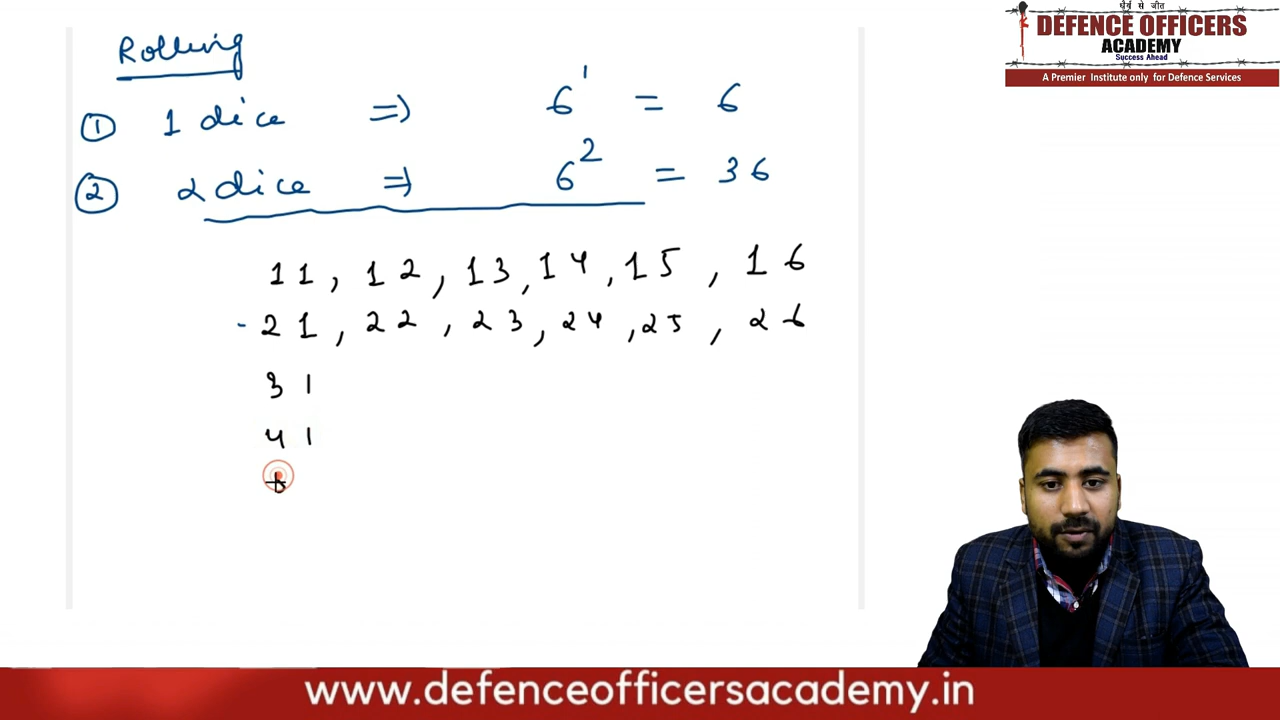 धैर्य से जीत
DEFENCE OFFICERS
ACADEMY
Success Ahead
A Premier Institute only for Defence Services
Rolling
① 1 dice ⇒ 6¹ = 6
② 2 dice ⇒ 6² = 36
11, 12, 13, 14, 15, 16
21, 22, 23, 24, 25, 26
31
41
www.defenceofficersacademy.in